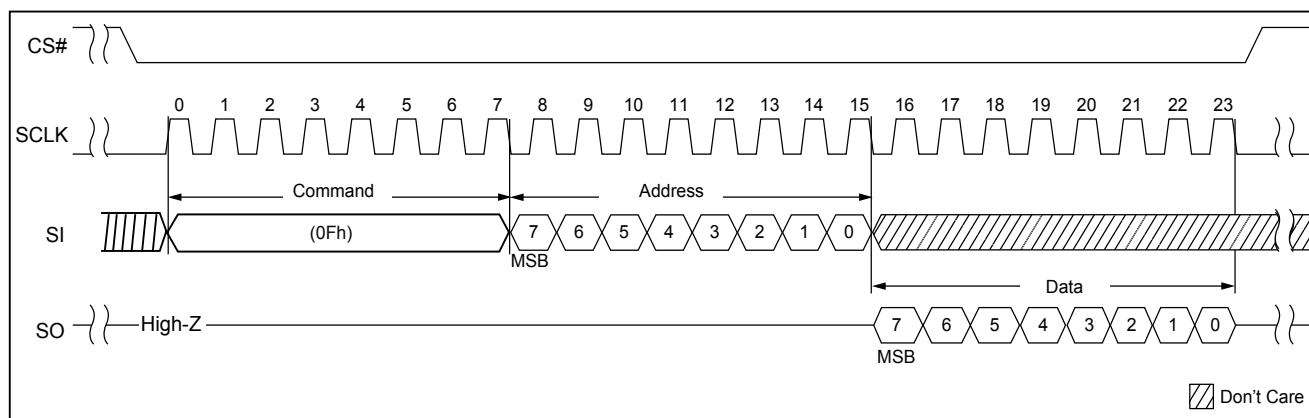 CS#
0 1 2 3 4 5 6 7 8 9 10 11 12 13 14 15 16 17 18 19 20 21 22 23
SCLK
Command Address
SI (0Fh) 7 6 5 4 3 2 1 0
MSB
Data
SO High-Z 7 6 5 4 3 2 1 0
MSB
Don't Care